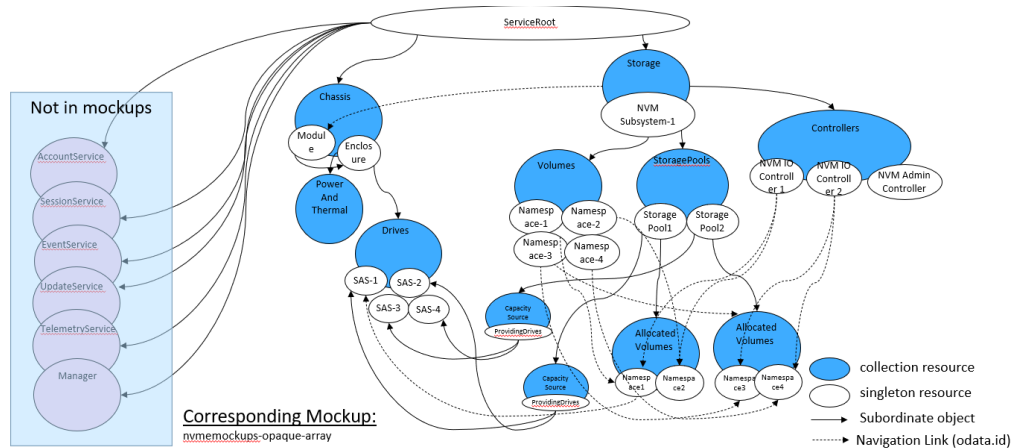 ServiceRoot
Not in mockups
AccountService
SessionService
EventService
UpdateService
TelemetryService
Manager
Chassis
Modul
e
Enclos
ure
Power
And
Thermal
Drives
SAS-1
SAS-2
SAS-3
SAS-4
Storage
NVM
Subsystem-1
Volumes
Namesp
ace-1
Namesp
ace-2
Namesp
ace-3
Namesp
ace-4
StoragePools
Storage
Pool1
Storage
Pool2
Controllers
NVM IO
Controll
er 1
NVM IO
Controll
er 2
NVM Admin
Controller
Capacity
Source
ProvidingDrives
Capacity
Source
ProvidingDrives
Allocated
Volumes
Namesp
ace1
Namespa
ce2
Allocated
Volumes
Namespa
ce3
Namespa
ce4
collection resource
singleton resource
Subordinate object
Navigation Link (odata.id)
Corresponding Mockup:
nvmemockups-opaque-array